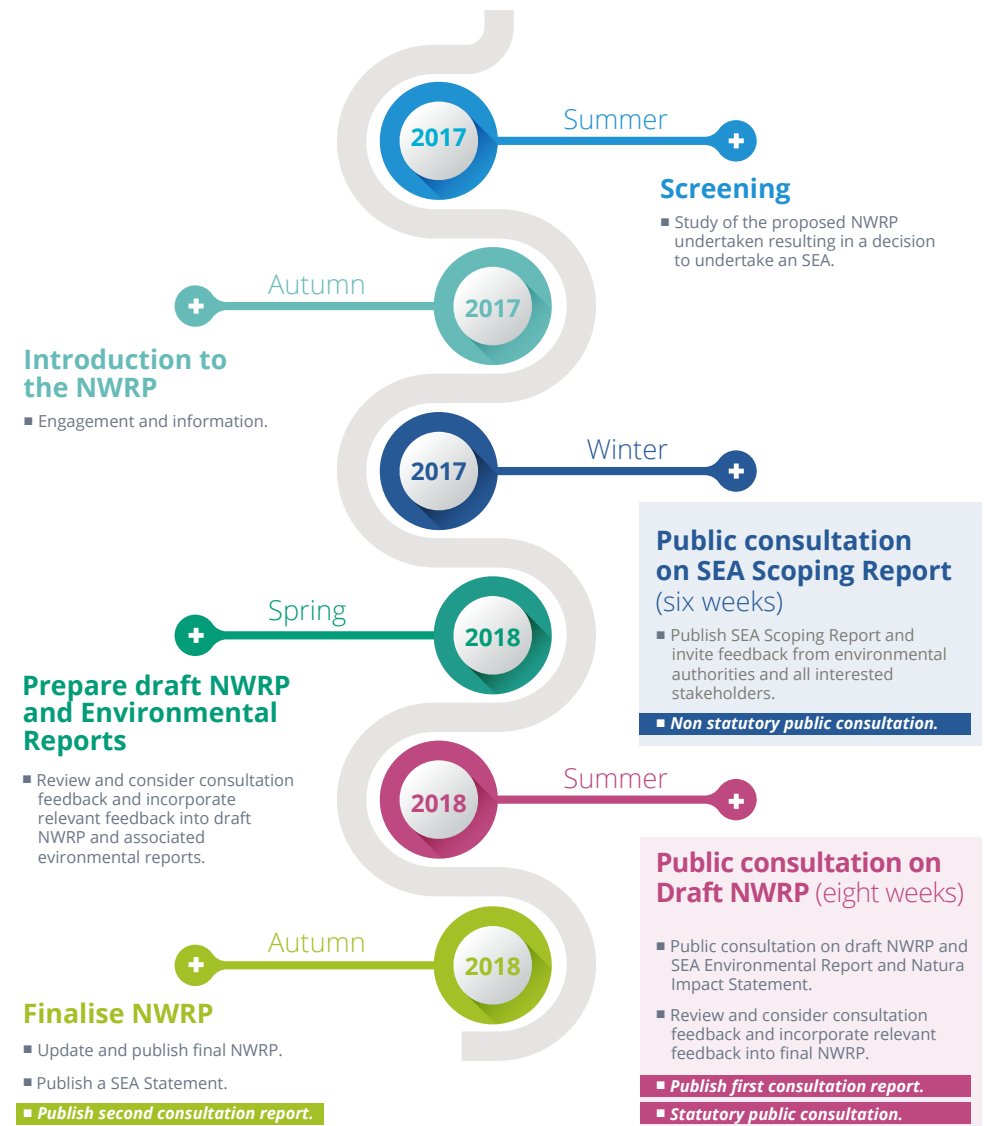 2017
Summer
Screening
■ Study of the proposed NWRP
undertaken resulting in a decision
to undertake an SEA.
Autumn
2017
Introduction to
the NWRP
■ Engagement and information.
2017
Winter
Public consultation
on SEA Scoping Report
(six weeks)
■ Publish SEA Scoping Report and
invite feedback from environmental
authorities and all interested
stakeholders.
■ Non statutory public consultation.
Spring
2018
Prepare draft NWRP
and Environmental
Reports
■ Review and consider consultation
feedback and incorporate
relevant feedback into draft
NWRP and associated
evironmental reports.
2018
Summer
Public consultation on
Draft NWRP (eight weeks)
■ Public consultation on draft NWRP and
SEA Environmental Report and Natura
Impact Statement.
■ Review and consider consultation
feedback and incorporate relevant
feedback into final NWRP.
■ Publish first consultation report.
■ Statutory public consultation.
Autumn
2018
Finalise NWRP
■ Update and publish final NWRP.
■ Publish a SEA Statement.
■ Publish second consultation report.